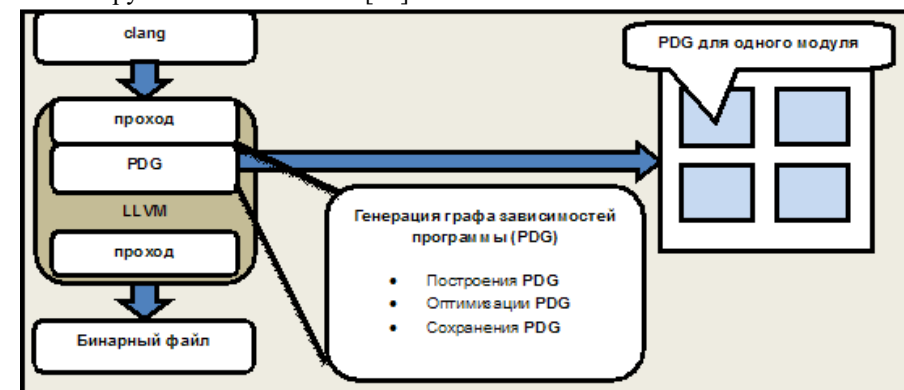 clang
PDG для одного модуля
проход
PDG
LLVM
проход
Бинарный файл
Генерация графа зависимостей
программы (PDG)
• Построения PDG
• Оптимизации PDG
• Сохранения PDG